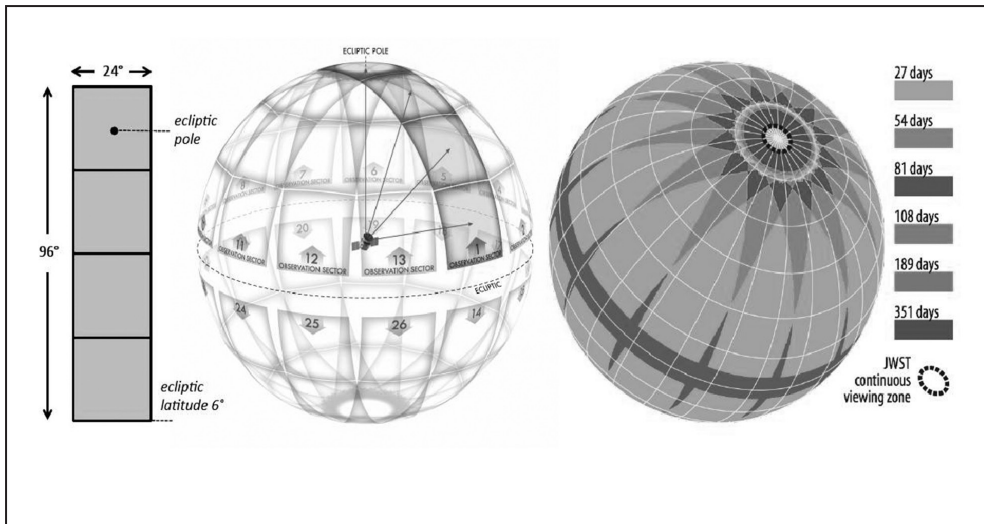 24°
96°
ecliptic
pole
ecliptic
latitude 6°
ECLIPTIC POLE
7
OBSERVATION SECTOR
6
OBSERVATION SECTOR
5
OBSERVATION SECTOR
11
20
12
OBSERVATION SECTOR
13
OBSERVATION SECTOR
1
OBSERVATION SECTOR
ECLIPTIC
24
25
26
14
27 days
54 days
81 days
108 days
189 days
351 days
JWST
continuous
viewing zone